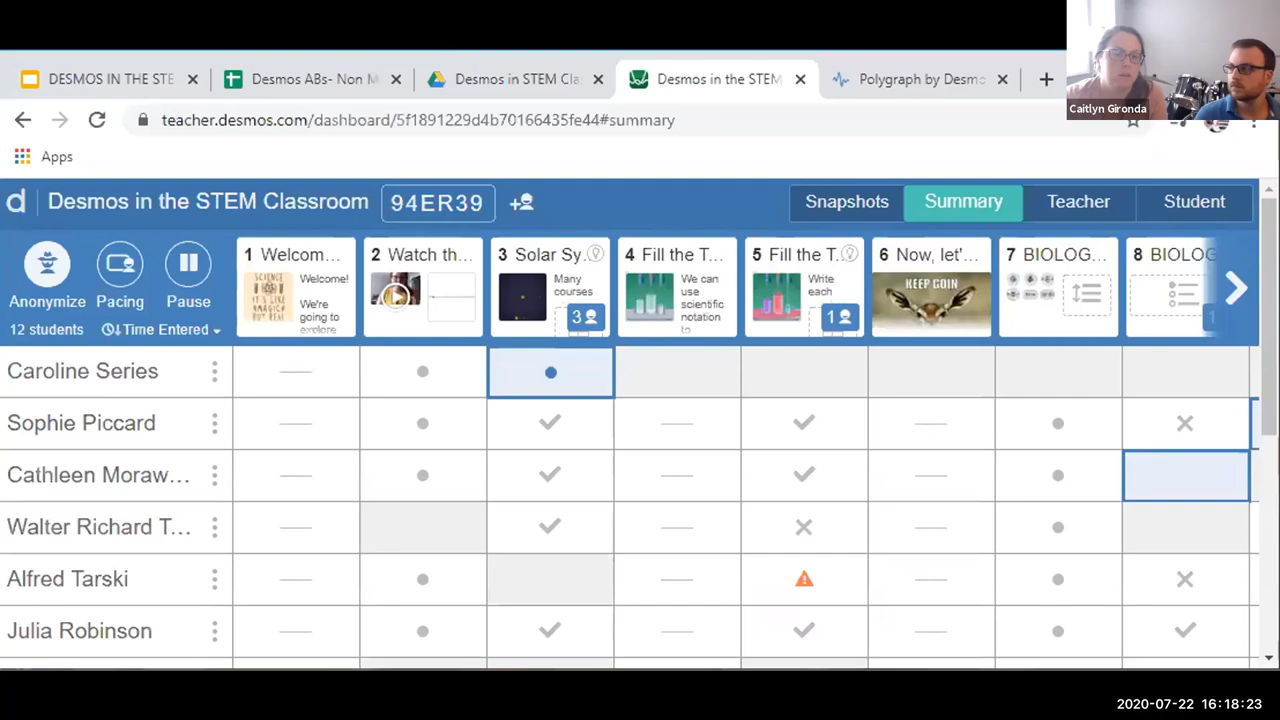 DESMOS IN THE STE
Desmos ABs- Non M
Desmos in STEM Cla
Desmos in the STEM
Polygraph by Desmo
Caitlyn Gironda
teacher.desmos.com/dashboard/5f1891229d4b70166435fe44#summary
Apps
d
Desmos in the STEM Classroom
94ER39
Snapshots
Summary
Teacher
Student
Anonymize
Pacing
Pause
12 students
Time Entered
1 Welcom...
Welcome!
We're
going to
explore
2 Watch th...
3 Solar Sy...
Many
courses
3
4 Fill the T...
We can
use
scientific
notation
to
5 Fill the T...
Write
each
1
6 Now, let'...
KEEP GOIN
7 BIOLOG...
8 BIOLOG
1
Caroline Series
Sophie Piccard
Cathleen Moraw...
Walter Richard T...
Alfred Tarski
Julia Robinson
2020-07-22 16:18:23